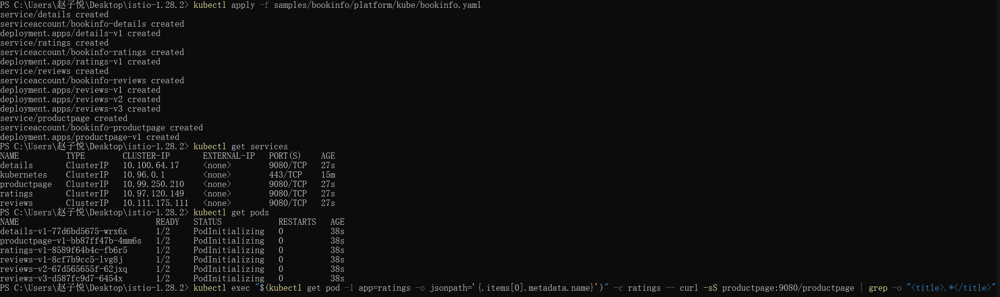 PS C:\Users\赵子悦\Desktop\istio-1.28.2> kubectl apply -f samples/bookinfo/platform/kube/bookinfo.yaml
service/details created
serviceaccount/bookinfo-details created
deployment.apps/details-v1 created
service/ratings created
serviceaccount/bookinfo-ratings created
deployment.apps/ratings-v1 created
service/reviews created
serviceaccount/bookinfo-reviews created
deployment.apps/reviews-v1 created
deployment.apps/reviews-v2 created
deployment.apps/reviews-v3 created
service/productpage created
serviceaccount/bookinfo-productpage created
deployment.apps/productpage-v1 created
PS C:\Users\赵子悦\Desktop\istio-1.28.2> kubectl get services
NAME          TYPE        CLUSTER-IP       EXTERNAL-IP   PORT(S)    AGE
details       ClusterIP   10.100.64.17     <none>        9080/TCP   27s
kubernetes    ClusterIP   10.96.0.1        <none>        443/TCP    15m
productpage   ClusterIP   10.99.250.210    <none>        9080/TCP   27s
ratings       ClusterIP   10.97.120.149    <none>        9080/TCP   27s
reviews       ClusterIP   10.111.175.111   <none>        9080/TCP   27s
PS C:\Users\赵子悦\Desktop\istio-1.28.2> kubectl get pods
NAME                             READY   STATUS            RESTARTS   AGE
details-v1-77d6bd5675-wrx6x      1/2     PodInitializing   0          38s
productpage-v1-bb87ff47b-4mm6s   1/2     PodInitializing   0          38s
ratings-v1-8589f64b4c-fb6r5      1/2     PodInitializing   0          38s
reviews-v1-8cf7b9cc5-lvg8j       1/2     PodInitializing   0          38s
reviews-v2-67d565655f-62jxq      1/2     PodInitializing   0          38s
reviews-v3-d587fc9d7-6454x       1/2     PodInitializing   0          38s
PS C:\Users\赵子悦\Desktop\istio-1.28.2> kubectl exec "$(kubectl get pod -l app=ratings -o jsonpath='{.items[0].metadata.name}')" -c ratings -- curl -sS productpage:9080/productpage | grep -o "<title>.*</title>"